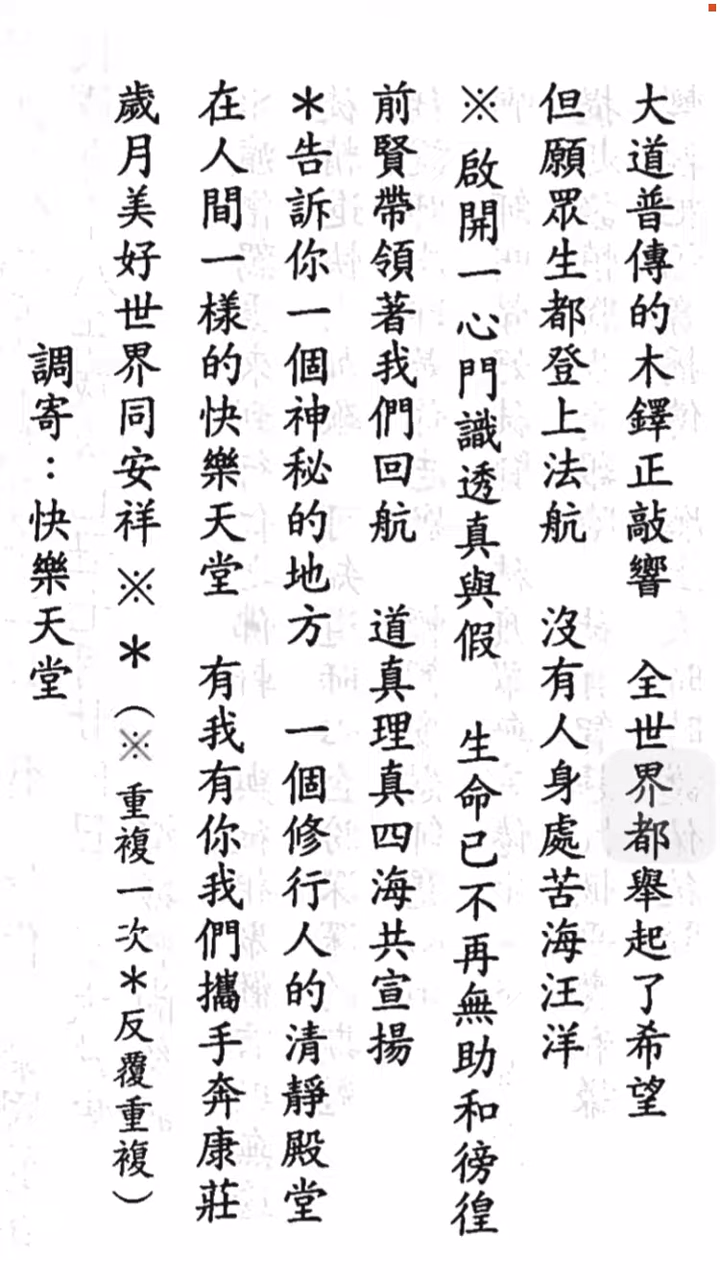 大道普傳的木鐸正敲響　全世界都舉起了希望
但願眾生都登上法航　沒有人身處苦海汪洋
※啟開一心門識透真與假　生命已不再無助和徬徨
前賢帶領著我們回航　道真理真四海共宣揚
＊告訴你一個神秘的地方　一個修行人的清靜殿堂
在人間一樣的快樂天堂　有我有你我們攜手奔康莊
歲月美好世界同安祥※＊（※重複一次＊反覆重複）
調寄：快樂天堂